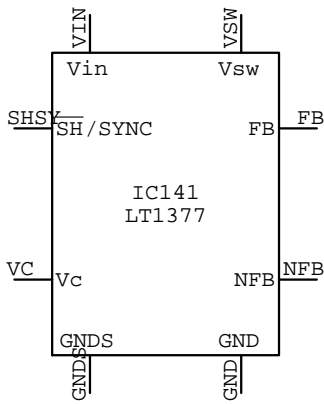 VIN VSW
Vin Vsw
SHSY SH/SYNC FB FB
IC141
LT1377
VC Vc NFB NFB
GNDS GND
GNDS GND